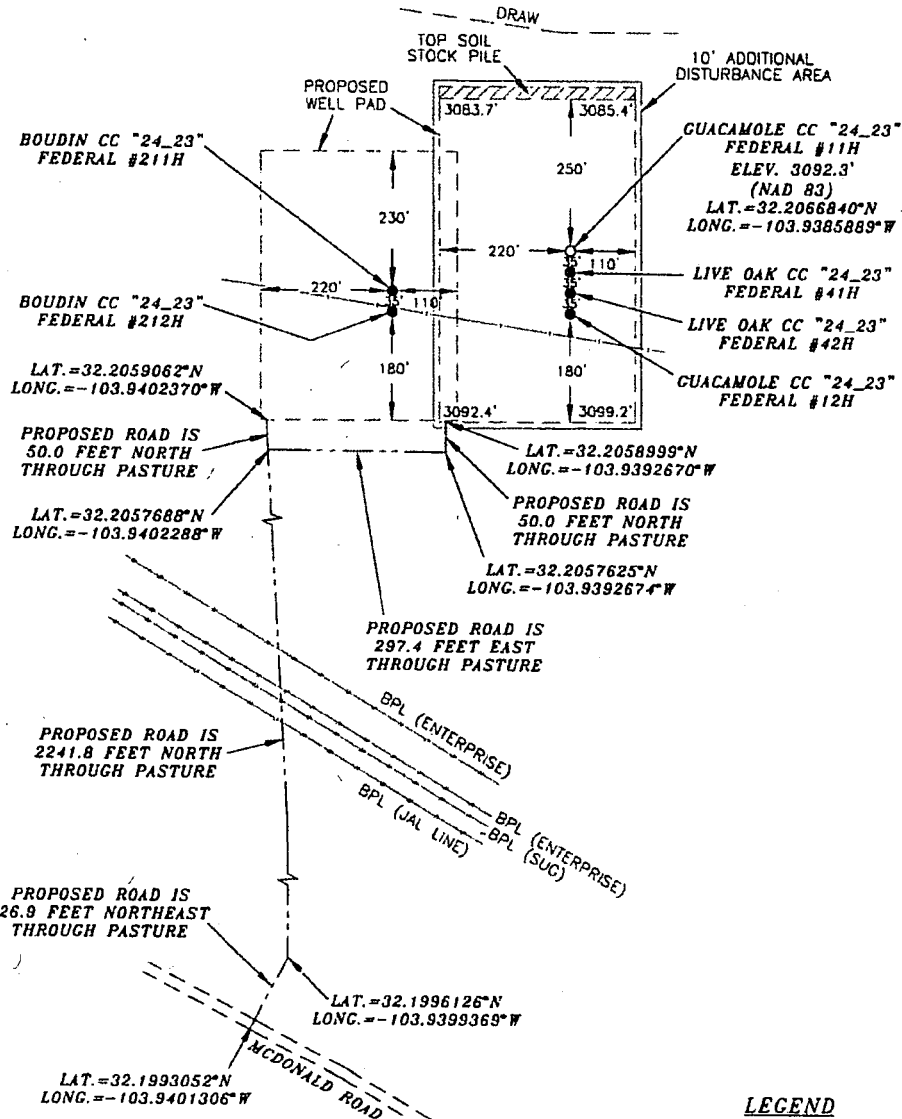 DRAW
TOP SOIL
STOCK PILE
10' ADDITIONAL
DISTURBANCE AREA
PROPOSED
WELL PAD
3083.7'
3085.4'
BOUDIN CC "24_23"
FEDERAL #211H
GUACAMOLE CC "24_23"
FEDERAL #11H
ELEV. 3092.3'
(NAD 83)
LAT.=32.2066840°N
LONG.=-103.9385889°W
250'
230'
220'
35'
110'
220'
35'
110'
35'
35'
LIVE OAK CC "24_23"
FEDERAL #41H
BOUDIN CC "24_23"
FEDERAL #212H
LIVE OAK CC "24_23"
FEDERAL #42H
180'
180'
GUACAMOLE CC "24_23"
FEDERAL #12H
LAT.=32.2059062°N
LONG.=-103.9402370°W
3092.4'
3099.2'
PROPOSED ROAD IS
50.0 FEET NORTH
THROUGH PASTURE
LAT.=32.2058999°N
LONG.=-103.9392670°W
PROPOSED ROAD IS
50.0 FEET NORTH
THROUGH PASTURE
LAT.=32.2057688°N
LONG.=-103.9402288°W
LAT.=32.2057625°N
LONG.=-103.9392674°W
PROPOSED ROAD IS
297.4 FEET EAST
THROUGH PASTURE
BPL (ENTERPRISE)
PROPOSED ROAD IS
2241.8 FEET NORTH
THROUGH PASTURE
BPL (JAL LINE)
BPL (ENTERPRISE)
BPL (SUG)
PROPOSED ROAD IS
26.9 FEET NORTHEAST
THROUGH PASTURE
LAT.=32.1996126°N
LONG.=-103.9399369°W
MCDONALD ROAD
LAT.=32.1993052°N
LONG.=-103.9401306°W
LEGEND